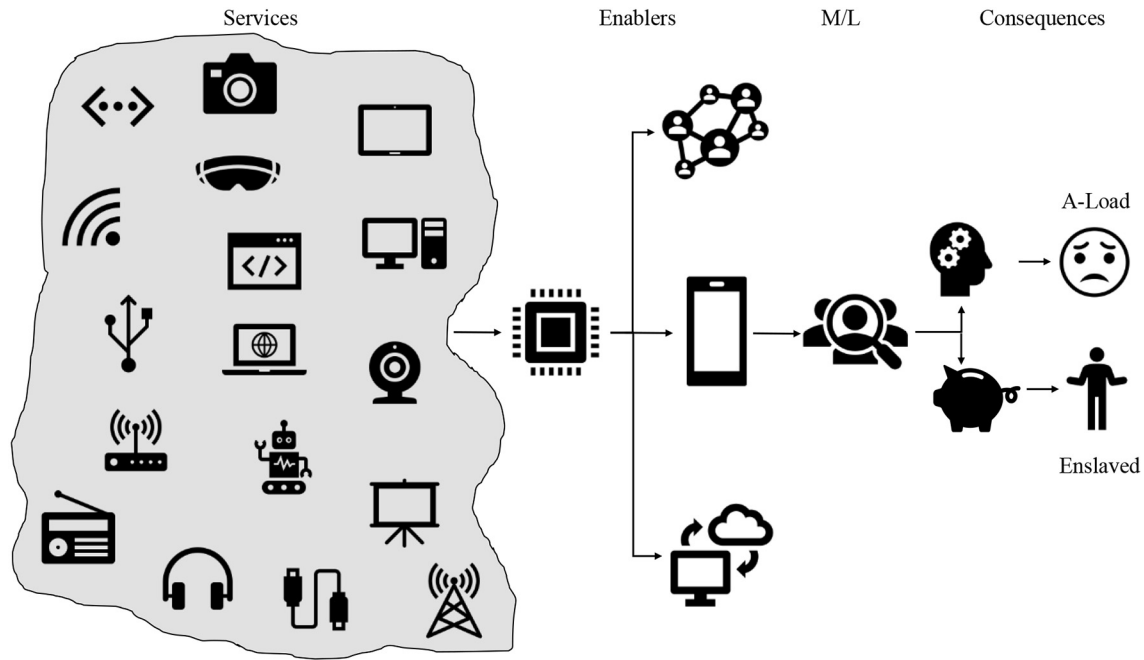 Services
Enablers
M/L
Consequences
A-Load
Enslaved